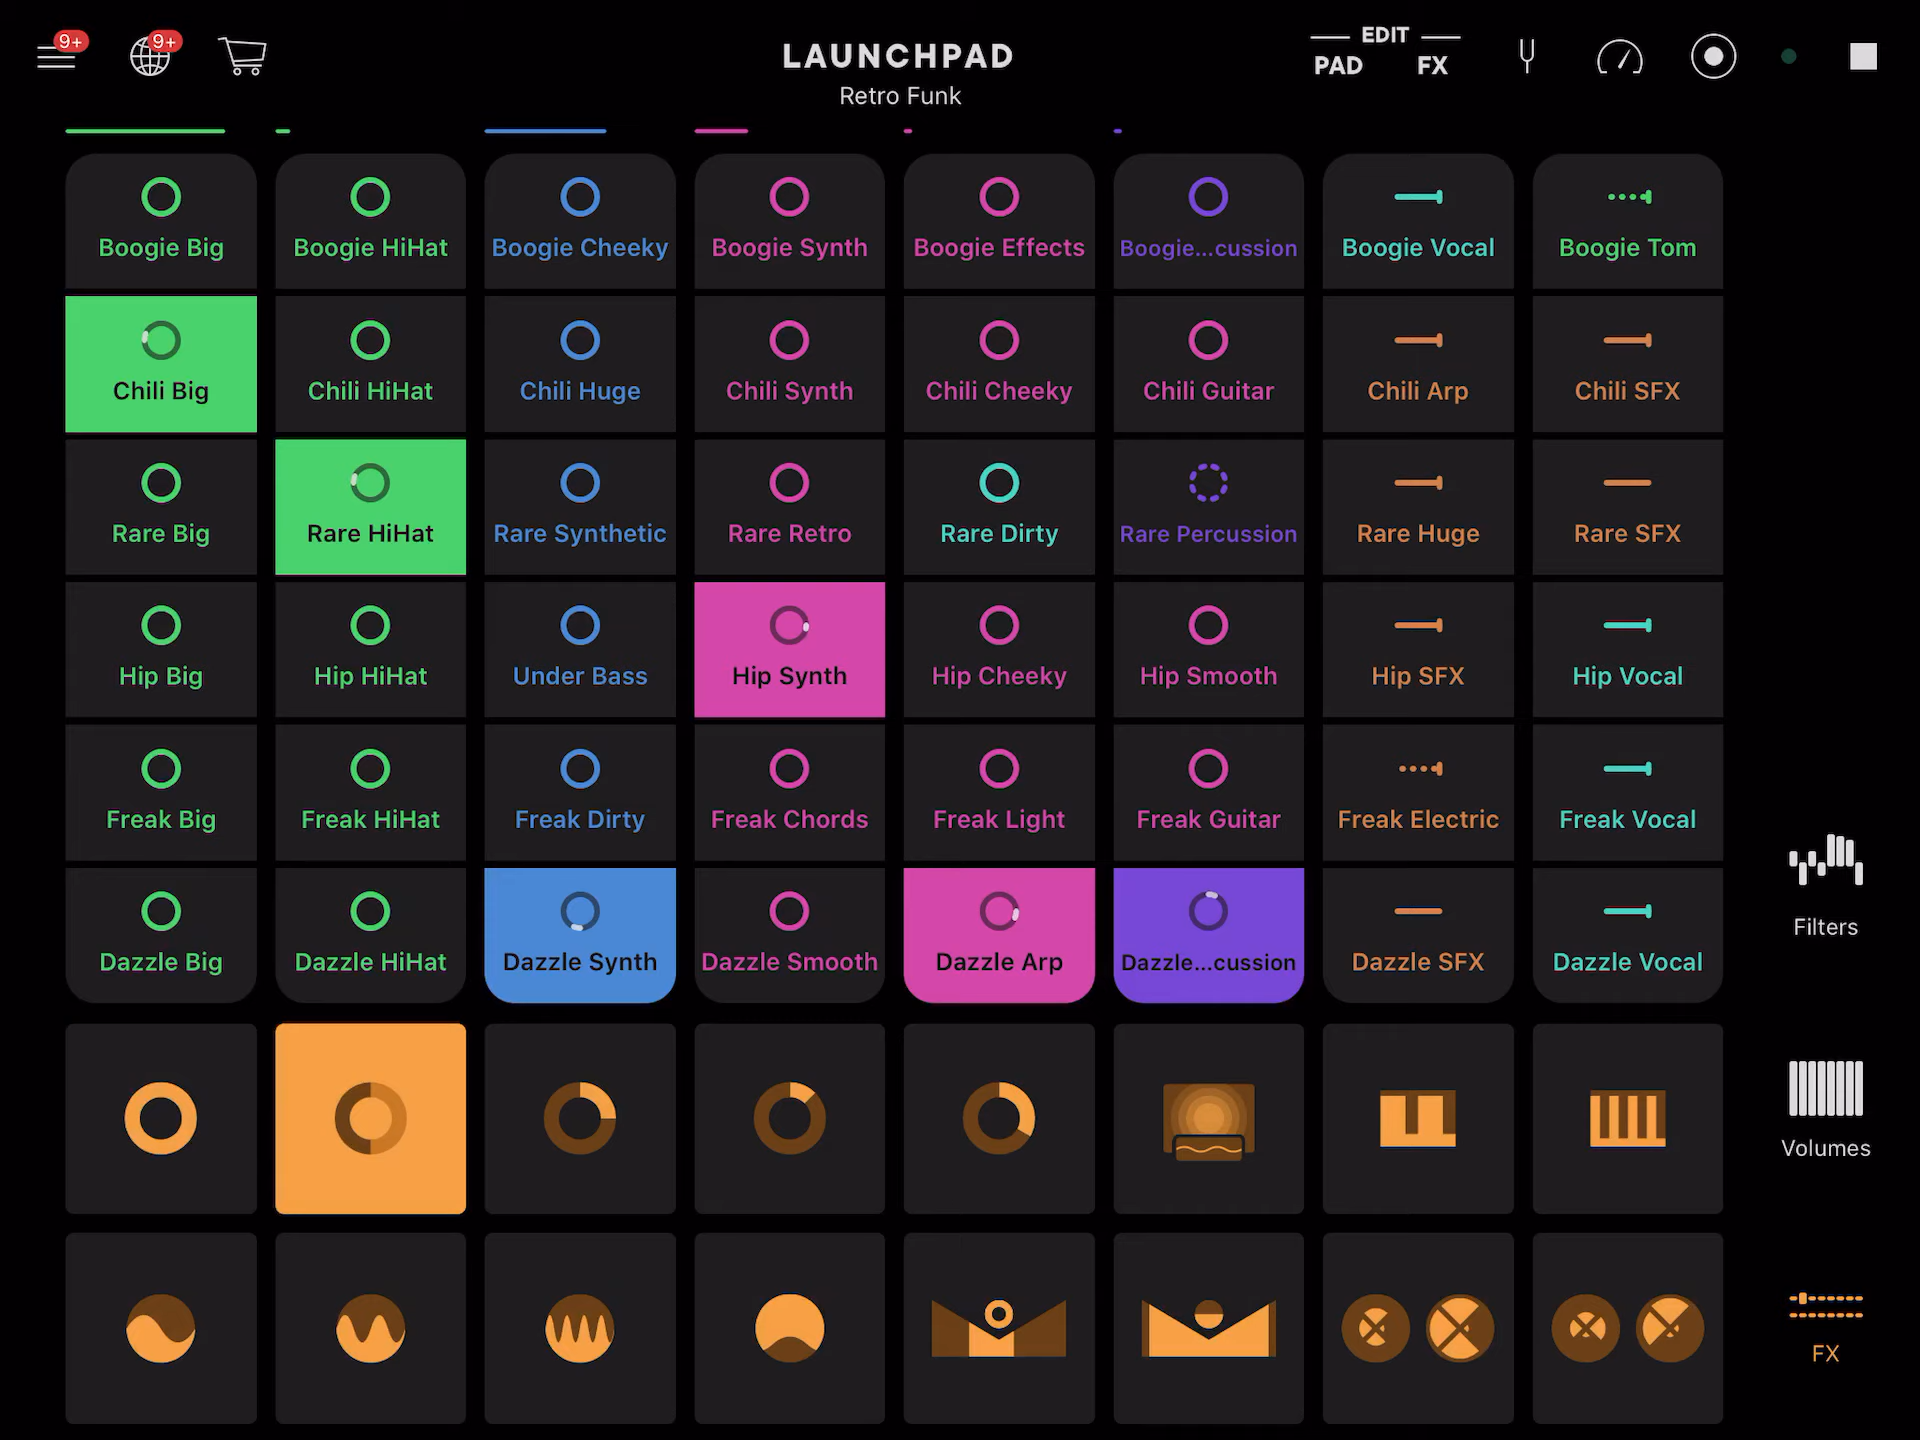 9+
9+
LAUNCHPAD
Retro Funk
EDIT
PAD FX
Boogie Big
Boogie HiHat
Boogie Cheeky
Boogie Synth
Boogie Effects
Boogie...cussion
Boogie Vocal
Boogie Tom
Chili Big
Chili HiHat
Chili Huge
Chili Synth
Chili Cheeky
Chili Guitar
Chili Arp
Chili SFX
Rare Big
Rare HiHat
Rare Synthetic
Rare Retro
Rare Dirty
Rare Percussion
Rare Huge
Rare SFX
Hip Big
Hip HiHat
Under Bass
Hip Synth
Hip Cheeky
Hip Smooth
Hip SFX
Hip Vocal
Freak Big
Freak HiHat
Freak Dirty
Freak Chords
Freak Light
Freak Guitar
Freak Electric
Freak Vocal
Dazzle Big
Dazzle HiHat
Dazzle Synth
Dazzle Smooth
Dazzle Arp
Dazzle...cussion
Dazzle SFX
Dazzle Vocal
Filters
Volumes
FX